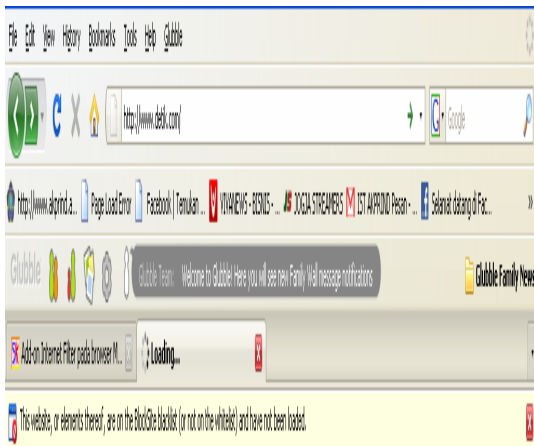 File Edit View History Bookmarks Tools Help Glubble
http://www.detik.com/ G Google
http://www.akprind.a... Page Load Error Facebook | Temukan ... VIVANEWS - BISNIS - ... JS JOGJA STREAMERS IST AKPRIND Pesan - ... Selamat datang di Fac... »
Glubble Glubble Team: Welcome to Glubble! Here you will see new Family Wall message notifications Glubble Family News
Add-on Internet Filter pada browser M... Loading...
This website, or elements thereof, are on the BlockSite blacklist (or not on the whitelist) and have not been loaded.